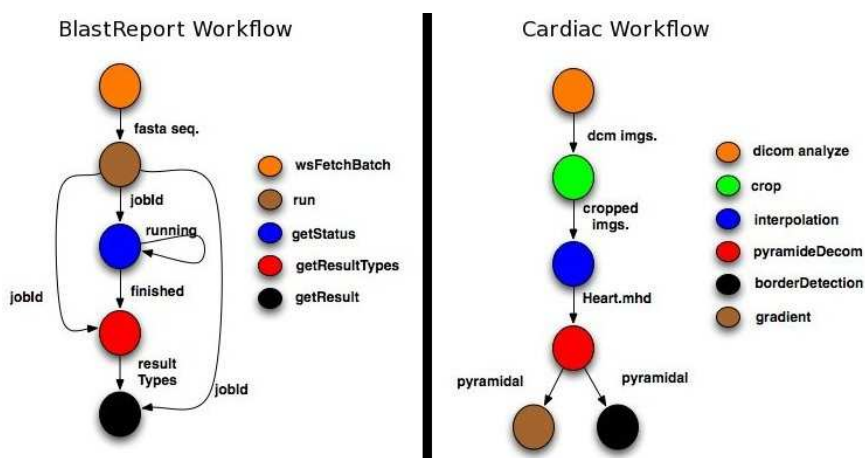 BlastReport Workflow
fasta seq.
jobId
running
finished
jobId
result
Types
jobId
wsFetchBatch
run
getStatus
getResultTypes
getResult
Cardiac Workflow
dcm imgs.
cropped
imgs.
Heart.mhd
pyramidal
pyramidal
dicom analyze
crop
interpolation
pyramideDecom
borderDetection
gradient